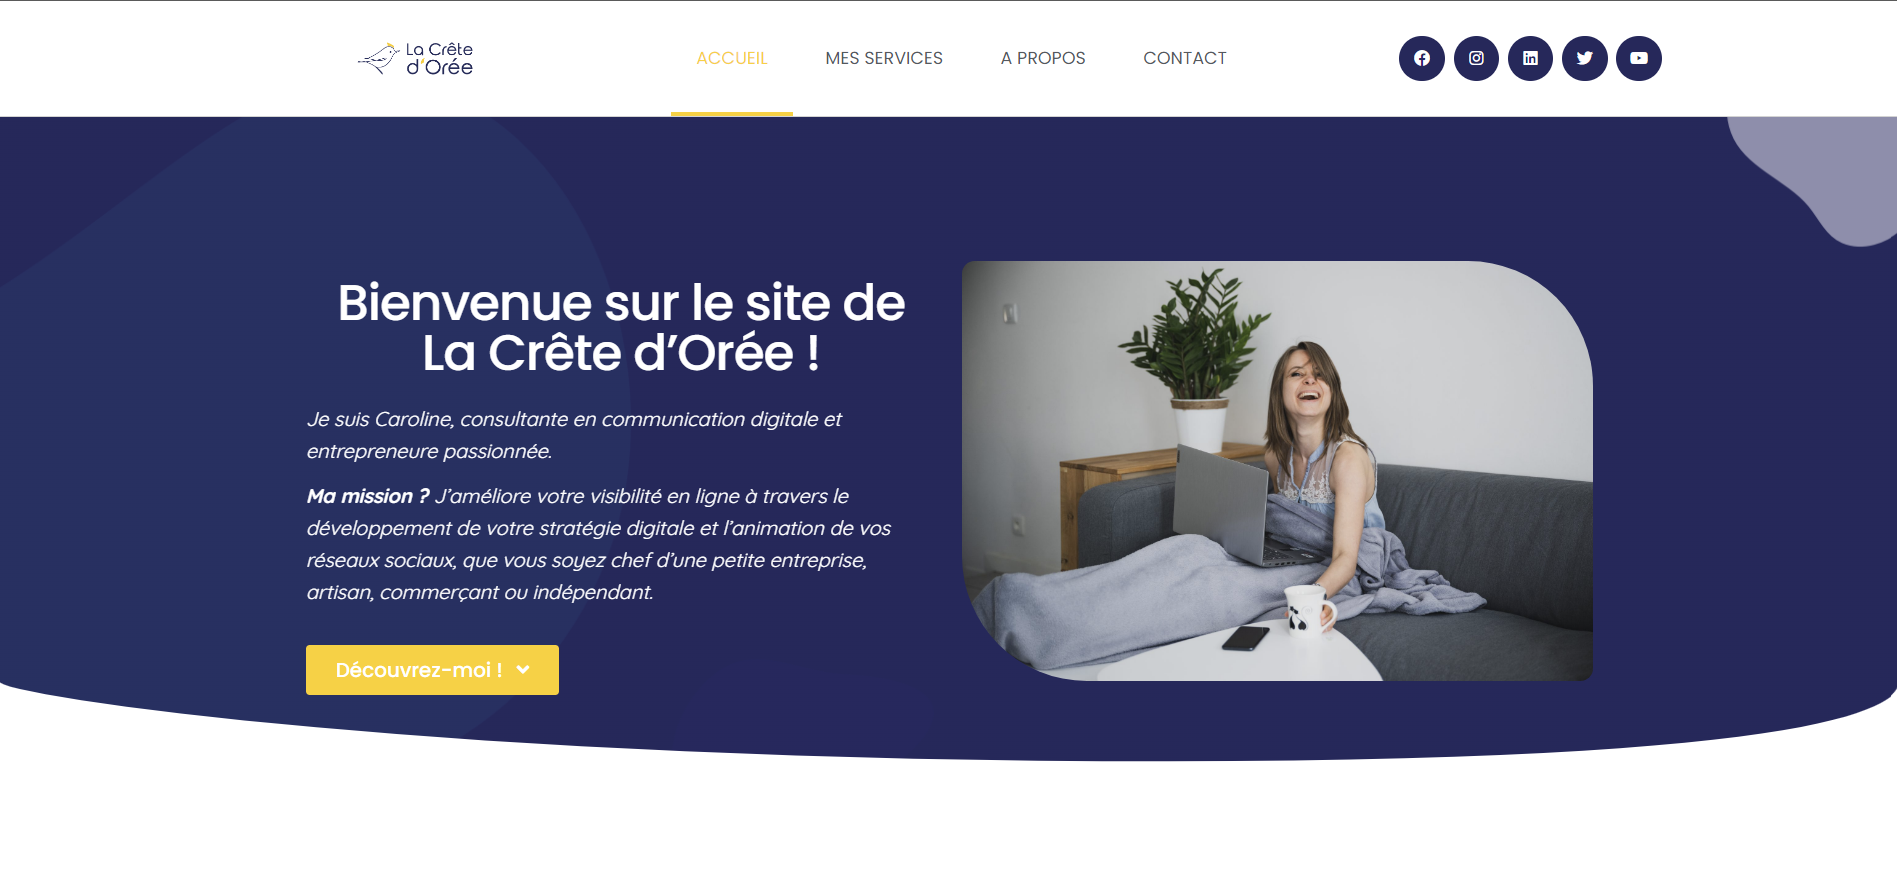 La Crête
d'Orée
ACCUEIL
MES SERVICES
A PROPOS
CONTACT
Bienvenue sur le site de
La Crête d’Orée !
Je suis Caroline, consultante en communication digitale et
entrepreneure passionnée.
Ma mission ? J’améliore votre visibilité en ligne à travers le
développement de votre stratégie digitale et l’animation de vos
réseaux sociaux, que vous soyez chef d’une petite entreprise,
artisan, commerçant ou indépendant.
Découvrez-moi !